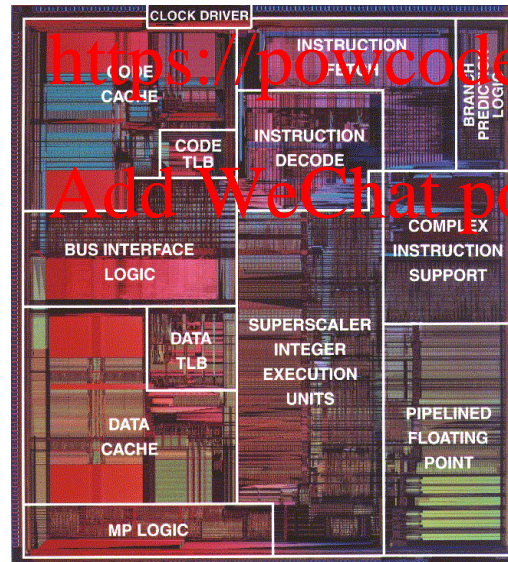 CLOCK DRIVER
https://powcode
CODE
CACHE
INSTRUCTION
FETCH
BRANCH
PREDICTION
LOGIC
CODE
TLB
INSTRUCTION
DECODE
Add WeChat po
BUS INTERFACE
LOGIC
COMPLEX
INSTRUCTION
SUPPORT
DATA
TLB
SUPERSCALER
INTEGER
EXECUTION
UNITS
DATA
CACHE
PIPELINED
FLOATING
POINT
MP LOGIC